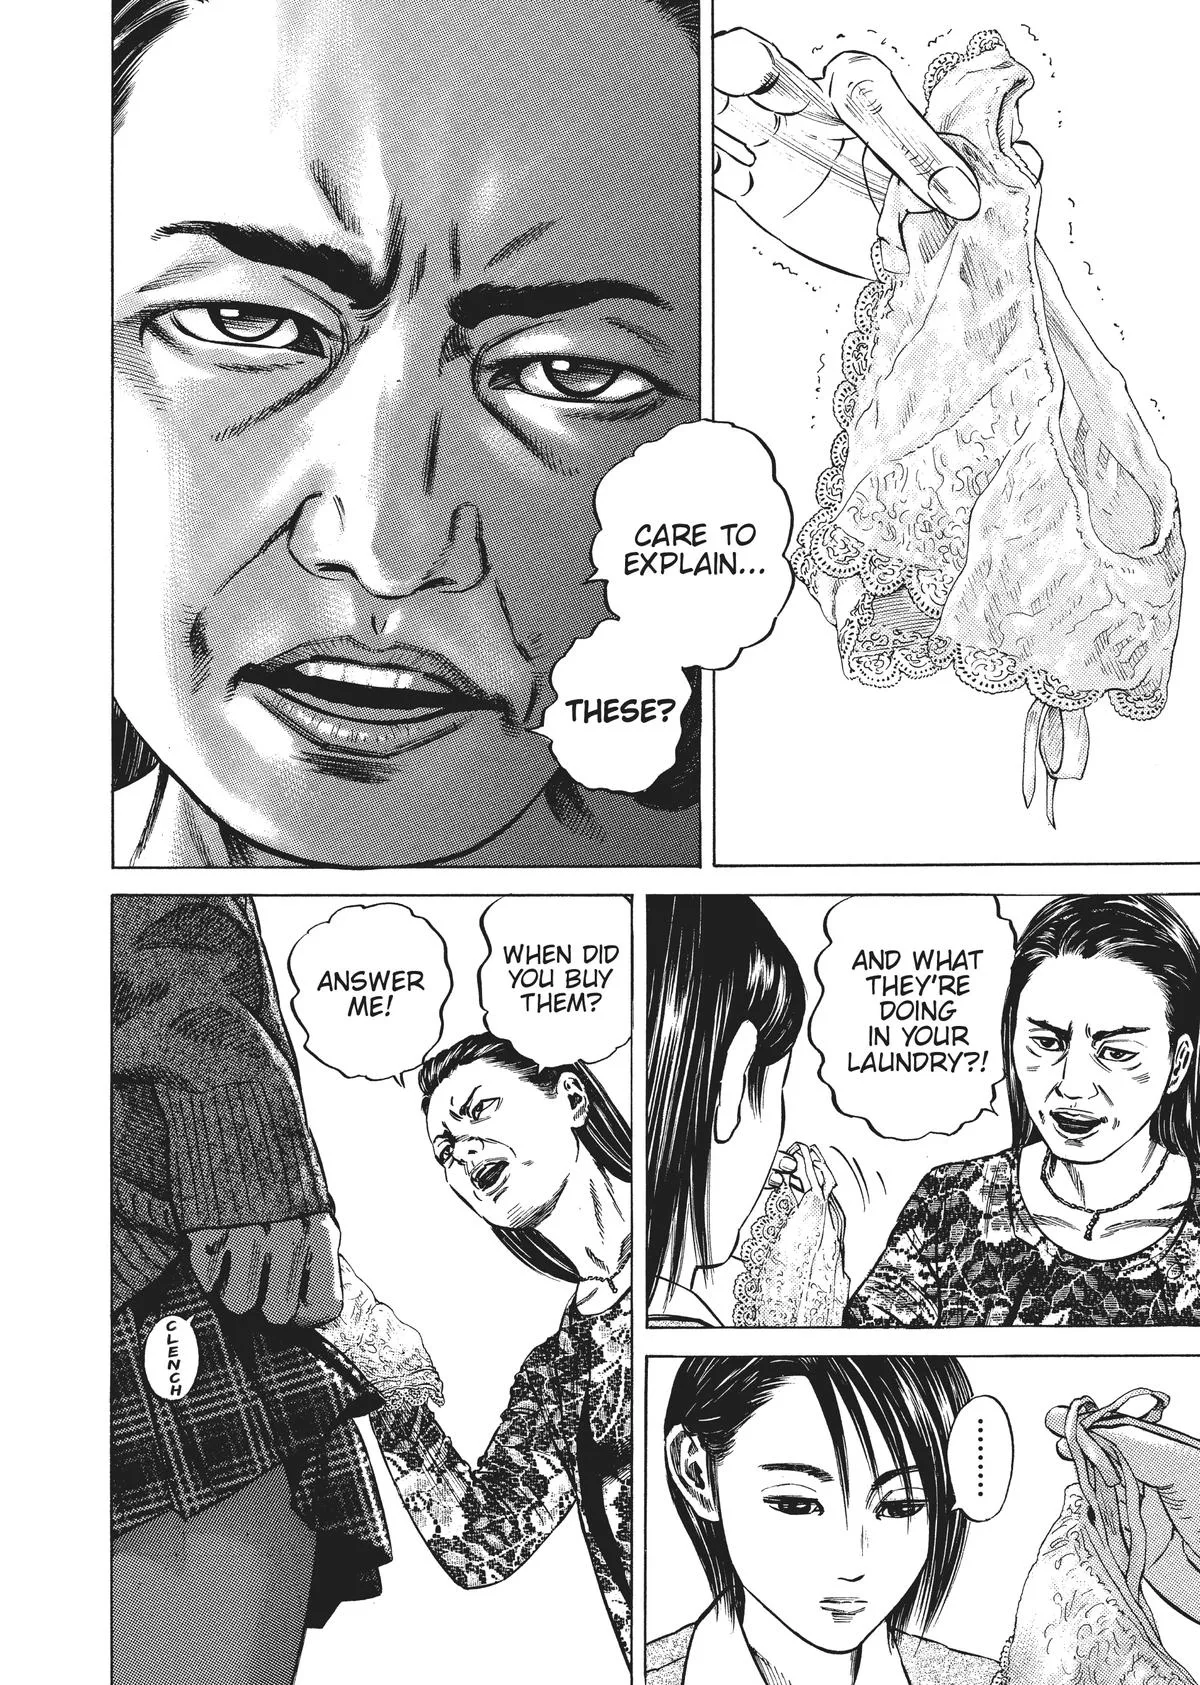 CARE TO
EXPLAIN...
THESE?
AND WHAT
THEY'RE
DOING
IN YOUR
LAUNDRY?!
........
WHEN DID
YOU BUY
THEM?
ANSWER
ME!
CLENCH